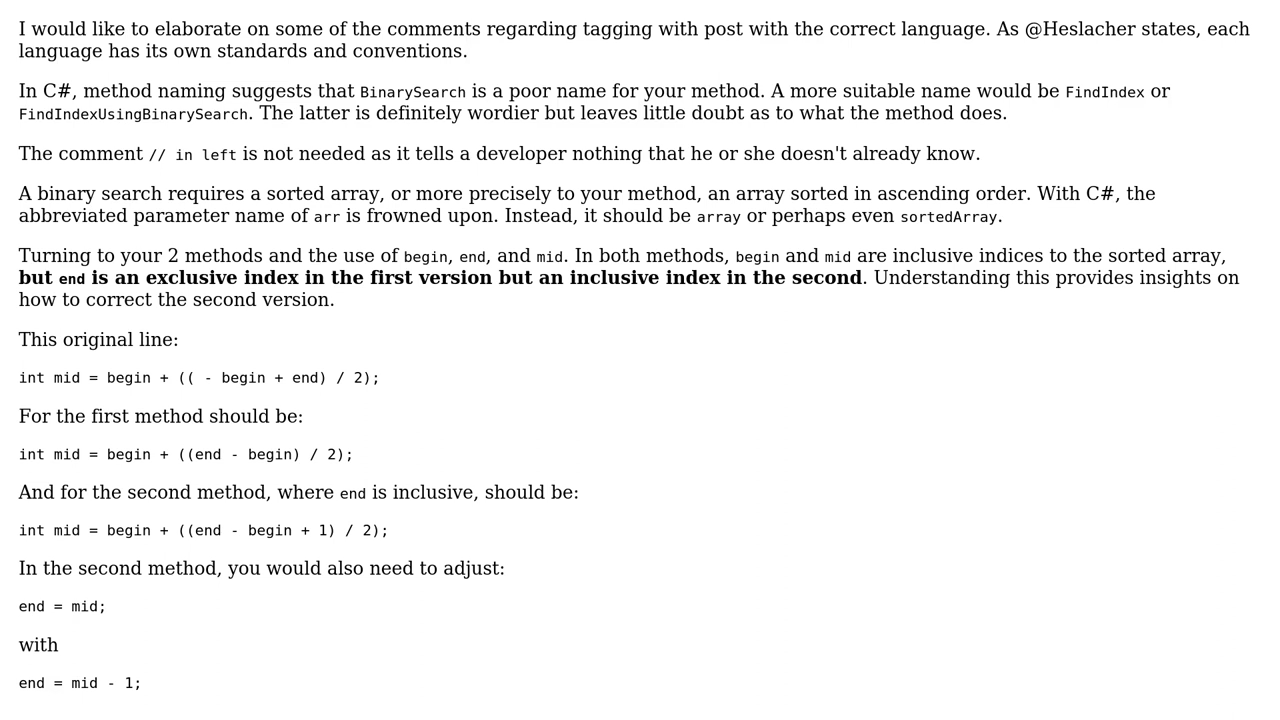 I would like to elaborate on some of the comments regarding tagging with post with the correct language. As @Heslacher states, each
language has its own standards and conventions.
In C#, method naming suggests that BinarySearch is a poor name for your method. A more suitable name would be FindIndex or
FindIndexUsingBinarySearch. The latter is definitely wordier but leaves little doubt as to what the method does.
The comment // in left is not needed as it tells a developer nothing that he or she doesn't already know.
A binary search requires a sorted array, or more precisely to your method, an array sorted in ascending order. With C#, the
abbreviated parameter name of arr is frowned upon. Instead, it should be array or perhaps even sortedArray.
Turning to your 2 methods and the use of begin, end, and mid. In both methods, begin and mid are inclusive indices to the sorted array,
but end is an exclusive index in the first version but an inclusive index in the second. Understanding this provides insights on
how to correct the second version.
This original line:
int mid = begin + (( - begin + end) / 2);
For the first method should be:
int mid = begin + ((end - begin) / 2);
And for the second method, where end is inclusive, should be:
int mid = begin + ((end - begin + 1) / 2);
In the second method, you would also need to adjust:
end = mid;
with
end = mid - 1;